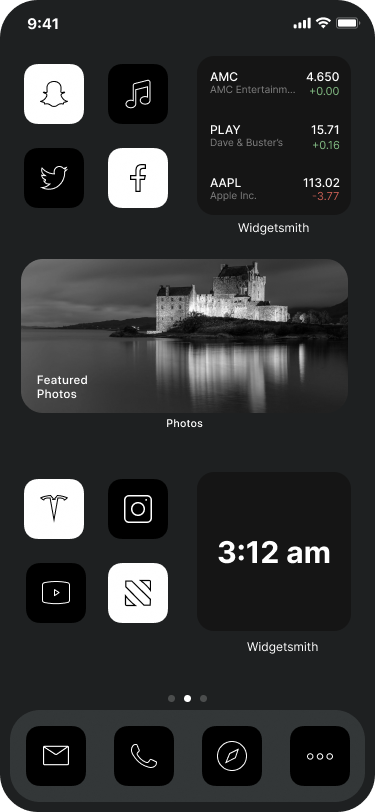 9:41
AMC 4.650
AMC Entertainm... +0.00
PLAY 15.71
Dave & Buster's +0.16
AAPL 113.02
Apple Inc. -3.77
Widgetsmith
Featured
Photos
Photos
3:12 am
Widgetsmith